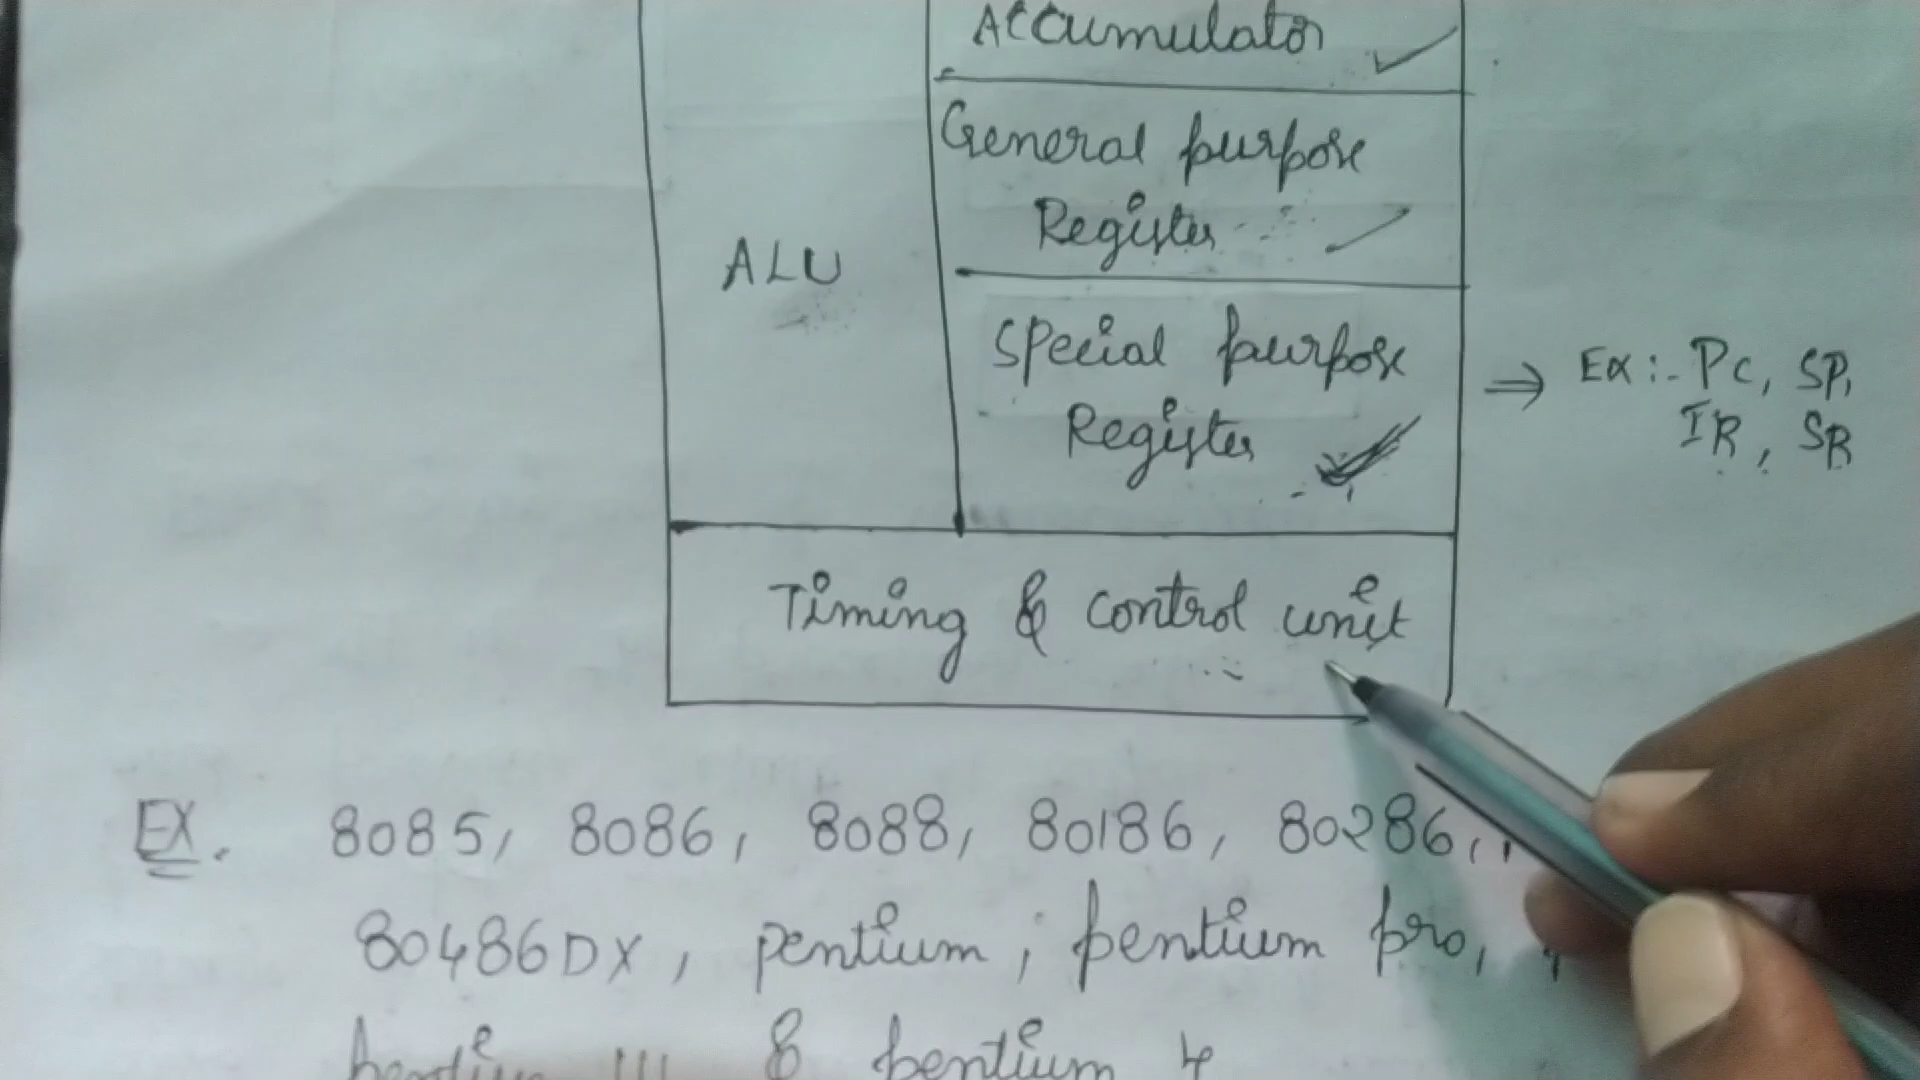 Accumulator
General purpose
Register
ALU
Special purpose
Register
⇒ Ex:- PC, SP,
IR, SR
Timing & control unit
EX. 8085, 8086, 8088, 80186, 80286,
80486DX, pentium, pentium pro,
III & pentium 4